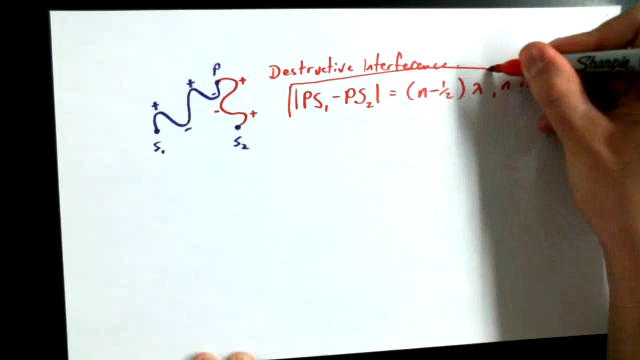 Destructive Interference.
|PS₁ - PS₂| = (n - 1/2) λ , n
P
+ + + +
- - -
S₁ S₂
Sharpie